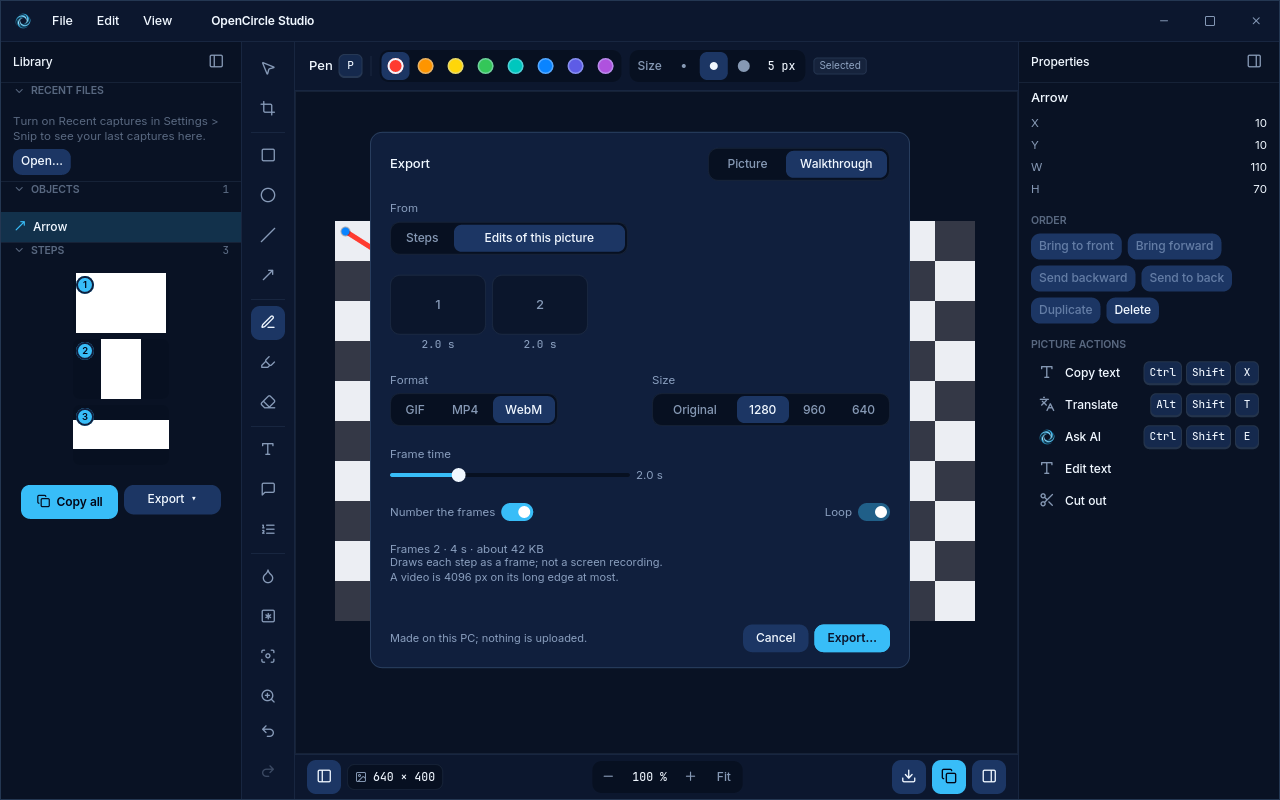 File Edit View OpenCircle Studio
Library
RECENT FILES
Turn on Recent captures in Settings >
Snip to see your last captures here.
Open...
OBJECTS 1
Arrow
STEPS 3
1
2
3
Copy all Export
Pen P Size 5 px Selected
Export Picture Walkthrough
From
Steps Edits of this picture
1 2
2.0 s 2.0 s
Format Size
GIF MP4 WebM Original 1280 960 640
Frame time
2.0 s
Number the frames Loop
Frames 2 · 4 s · about 42 KB
Draws each step as a frame; not a screen recording.
A video is 4096 px on its long edge at most.
Made on this PC; nothing is uploaded. Cancel Export...
640 × 400 100 % Fit
Properties
Arrow
X 10
Y 10
W 110
H 70
ORDER
Bring to front Bring forward
Send backward Send to back
Duplicate Delete
PICTURE ACTIONS
Copy text Ctrl Shift X
Translate Alt Shift T
Ask AI Ctrl Shift E
Edit text
Cut out